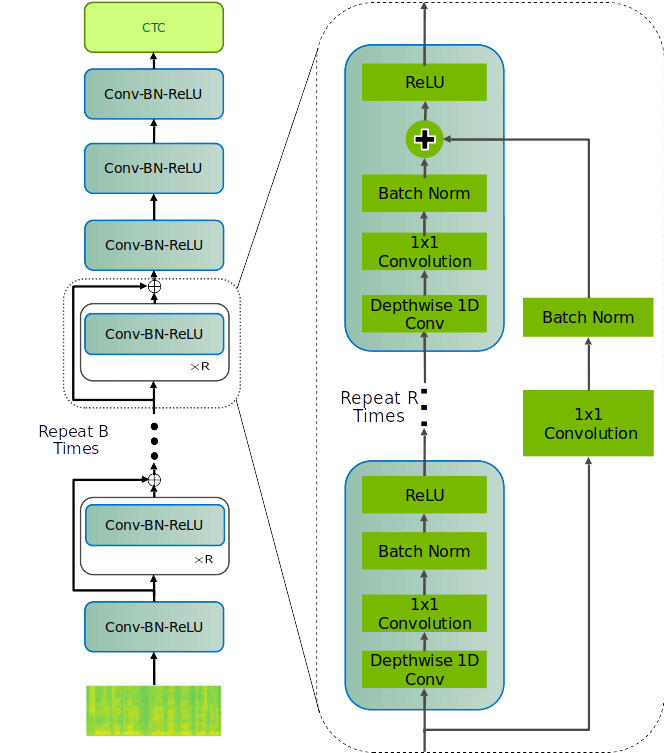 CTC
Conv-BN-ReLU
Conv-BN-ReLU
Conv-BN-ReLU
Conv-BN-ReLU
×R
Repeat B
Times
Conv-BN-ReLU
×R
Conv-BN-ReLU
ReLU
Batch Norm
1x1
Convolution
Depthwise 1D
Conv
Repeat R
Times
ReLU
Batch Norm
1x1
Convolution
Depthwise 1D
Conv
Batch Norm
1x1
Convolution